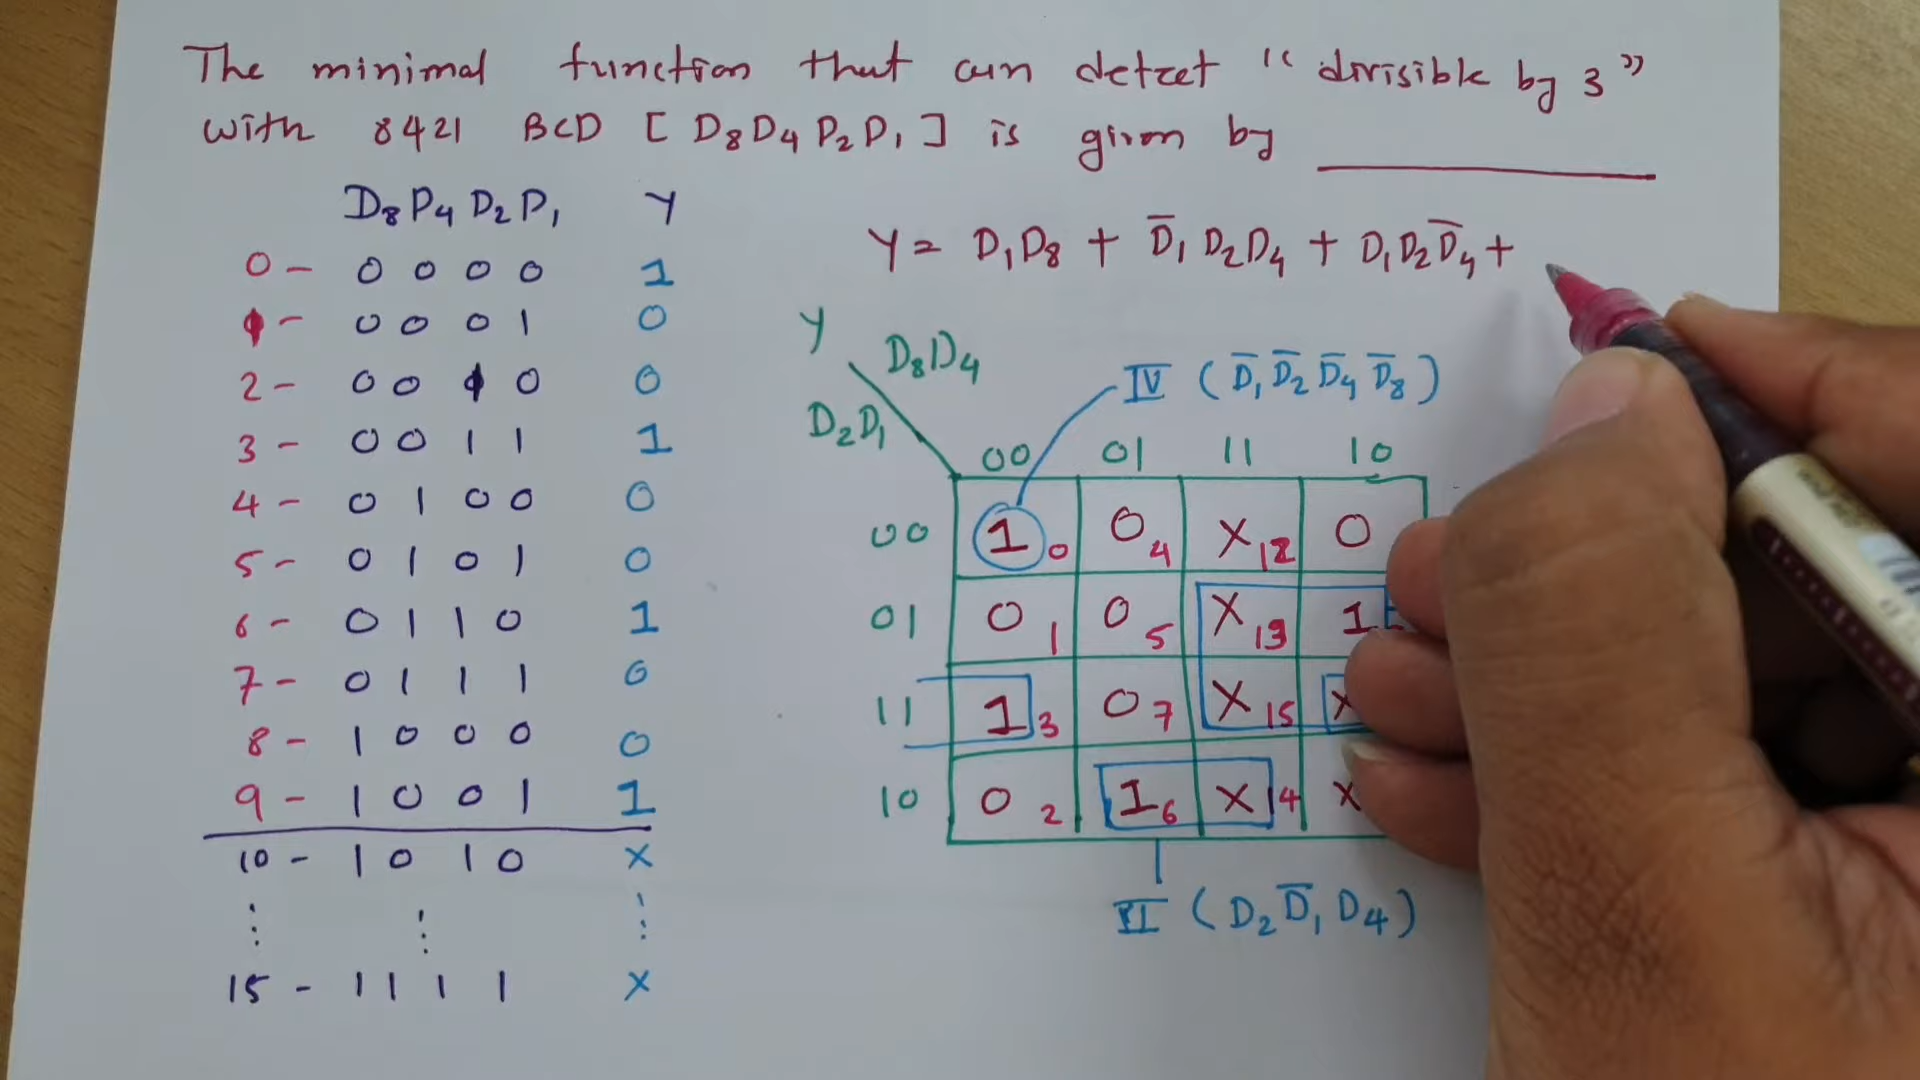 The minimal function that can detect "divisible by 3"
with 8421 BCD [D₈D₄D₂D₁] is given by ________
D₈D₄D₂D₁ Y
0 - 0 0 0 0 1
1 - 0 0 0 1 0
2 - 0 0 1 0 0
3 - 0 0 1 1 1
4 - 0 1 0 0 0
5 - 0 1 0 1 0
6 - 0 1 1 0 1
7 - 0 1 1 1 0
8 - 1 0 0 0 0
9 - 1 0 0 1 1
10 - 1 0 1 0 X
⋮ ⋮ ⋮
15 - 1 1 1 1 X
Y = D₁D₈ + D̅₁D₂D₄ + D₁D₂D̅₄ +
Y D₈D₄
IV (D̅₁D̅₂D̅₄D̅₈)
D₂D₁
00 01 11 10
00 1 0 0 4 X 12 0
01 0 1 0 5 X 13 1
11 1 3 0 7 X 15 X
10 0 2 1 6 X 14 X
III (D₂D̅₁D₄)